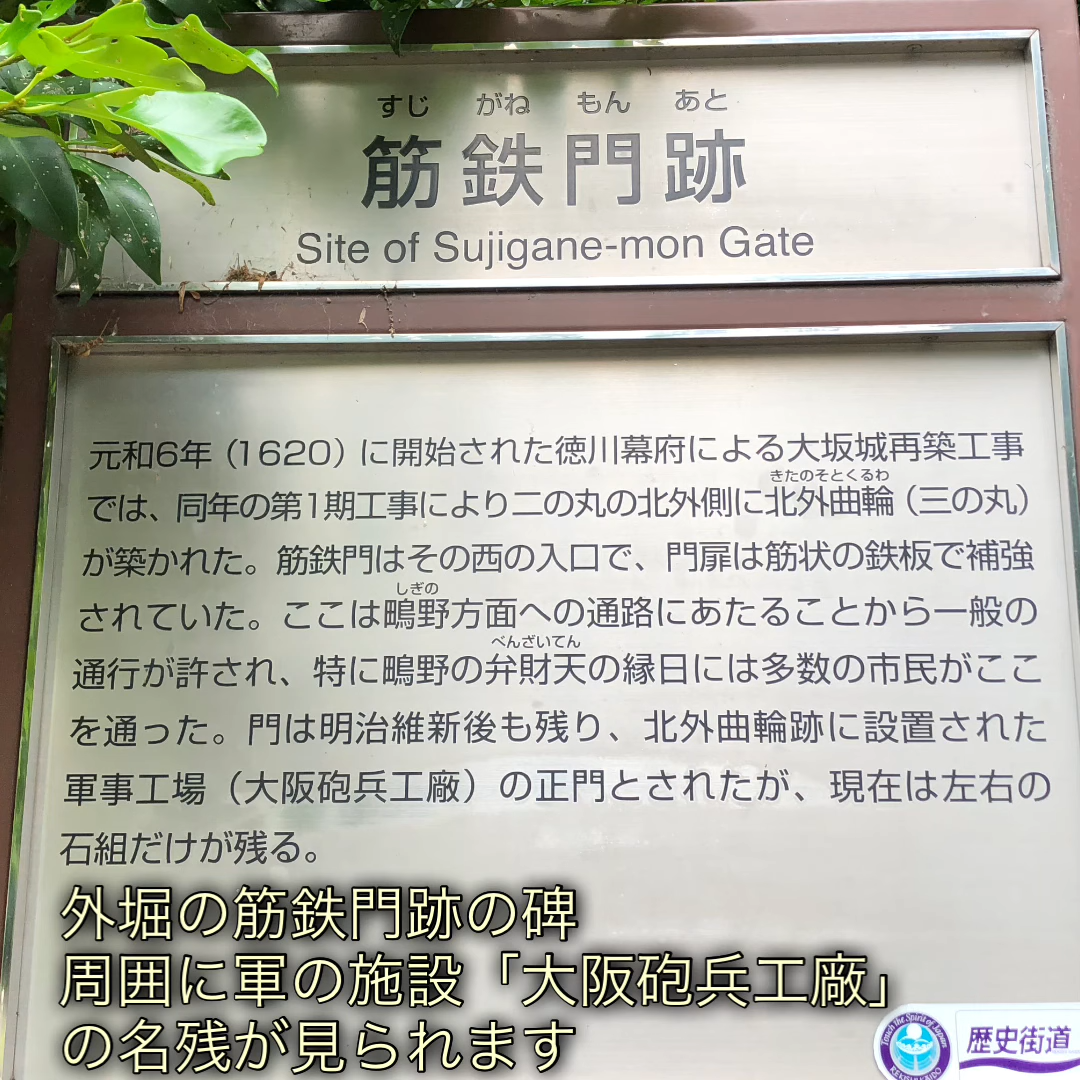 すじ がね もん あと
筋鉄門跡
Site of Sujigane-mon Gate
元和6年（1620）に開始された徳川幕府による大坂城再築工事
きたのそとくるわ
では、同年の第1期工事により二の丸の北外側に北外曲輪（三の丸）
が築かれた。筋鉄門はその西の入口で、門扉は筋状の鉄板で補強
しぎの
されていた。ここは鴫野方面への通路にあたることから一般の
べんざいてん
通行が許され、特に鴫野の弁財天の縁日には多数の市民がここ
を通った。門は明治維新後も残り、北外曲輪跡に設置された
軍事工場（大阪砲兵工廠）の正門とされたが、現在は左右の
石組だけが残る。
外堀の筋鉄門跡の碑
周囲に軍の施設「大阪砲兵工廠」
の名残が見られます
Touch the Spirit of Japan
歴史街道